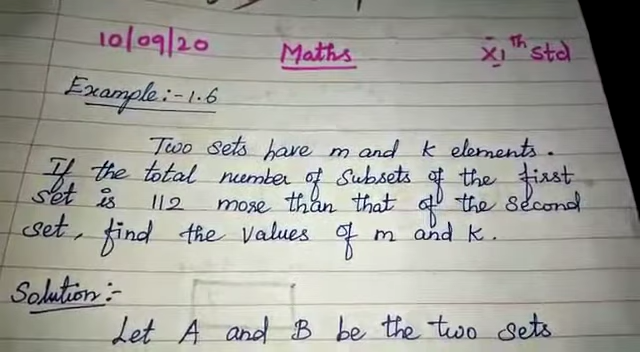 10/09/20 Maths XIth std
Example:-1.6
Two sets have m and k elements.
If the total number of subsets of the first
set is 112 more than that of the second
set, find the values of m and k.
Solution:-
Let A and B be the two sets